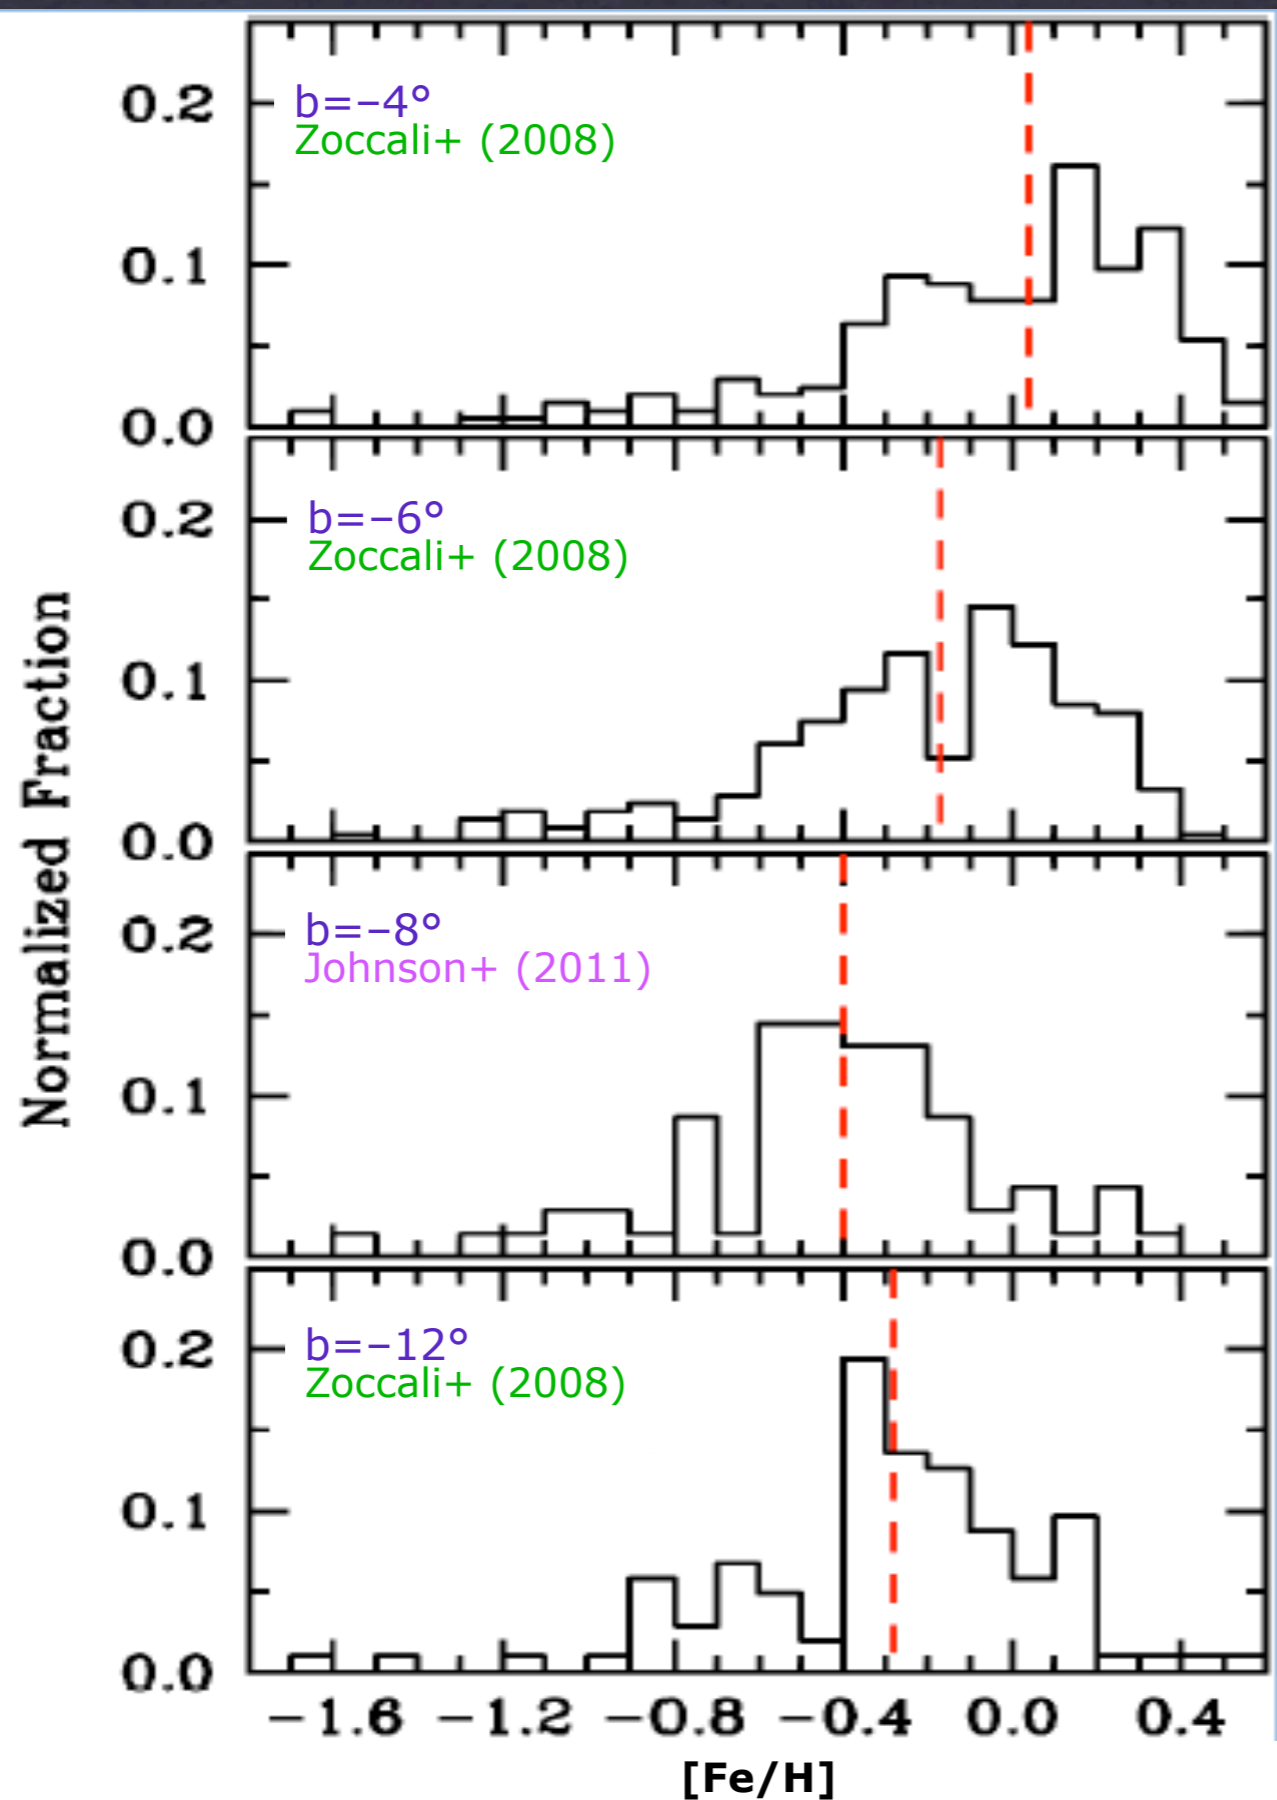 0.2
b=−4°
Zoccali+ (2008)
0.1
0.0
0.2
b=−6°
Zoccali+ (2008)
0.1
0.0
0.2
b=−8°
Johnson+ (2011)
0.1
0.0
0.2
b=−12°
Zoccali+ (2008)
0.1
0.0
Normalized Fraction
−1.6 −1.2 −0.8 −0.4 0.0 0.4
[Fe/H]